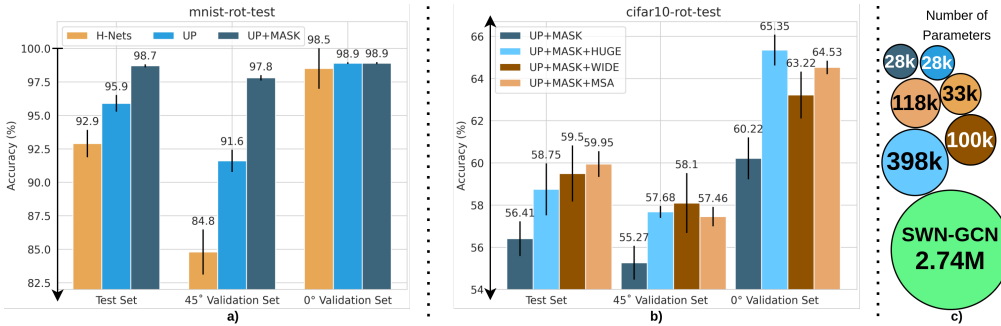 mnist-rot-test
H-Nets
UP
UP+MASK
100.0
97.5
95.0
92.5
90.0
87.5
85.0
82.5
Accuracy (%)
92.9
95.9
98.7
84.8
91.6
97.8
98.5
98.9
98.9
Test Set
45° Validation Set
0° Validation Set
a)
cifar10-rot-test
UP+MASK
UP+MASK+HUGE
UP+MASK+WIDE
UP+MASK+MSA
66
64
62
60
58
56
54
Accuracy (%)
56.41
58.75
59.5
59.95
55.27
57.68
58.1
57.46
60.22
65.35
63.22
64.53
Test Set
45° Validation Set
0° Validation Set
b)
Number of
Parameters
28k
28k
118k
33k
100k
398k
SWN-GCN
2.74M
c)